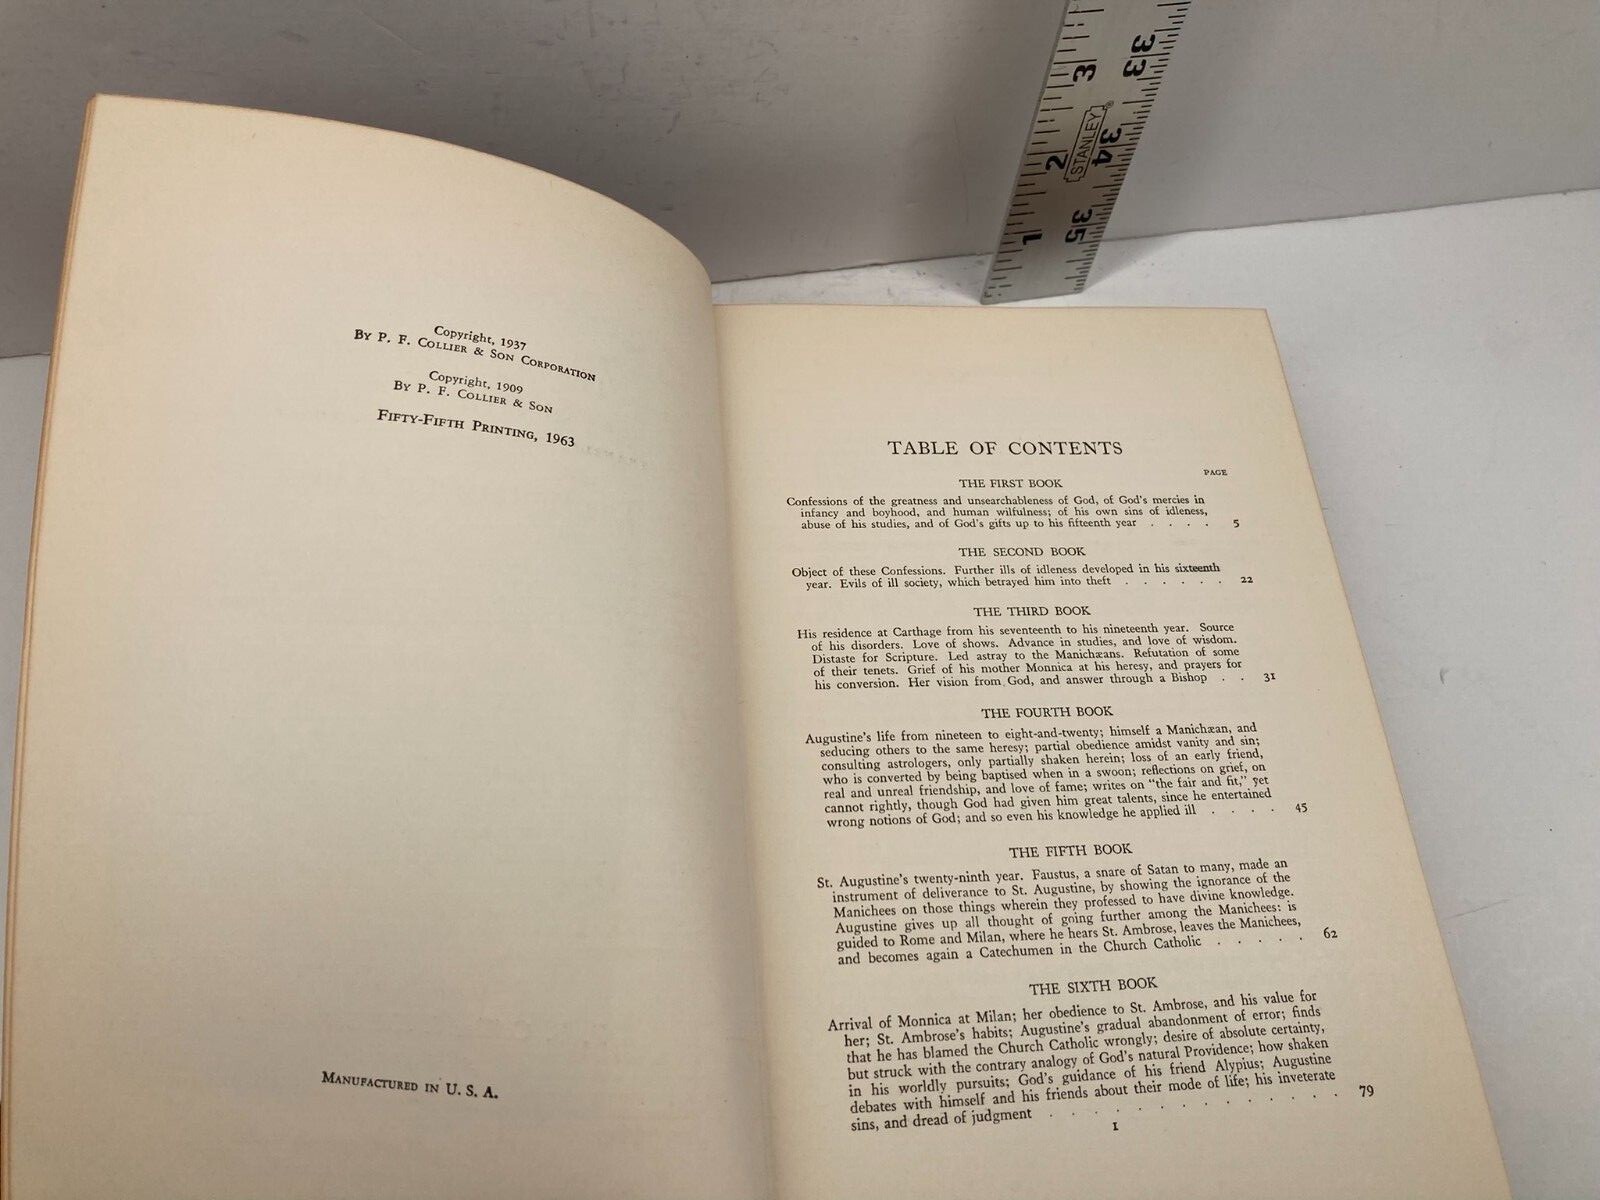 Copyright, 1937
BY P. F. COLLIER & SON CORPORATION
Copyright, 1909
BY P. F. COLLIER & SON
FIFTY-FIFTH PRINTING, 1963
MANUFACTURED IN U. S. A.
3
33
STANLEY
®
2
34
1
35
TABLE OF CONTENTS
PAGE
THE FIRST BOOK
Confessions of the greatness and unsearchableness of God, of God's mercies in
infancy and boyhood, and human wilfulness; of his own sins of idleness,
abuse of his studies, and of God's gifts up to his fifteenth year . . . . 5
THE SECOND BOOK
Object of these Confessions. Further ills of idleness developed in his sixteenth
year. Evils of ill society, which betrayed him into theft . . . . . . 22
THE THIRD BOOK
His residence at Carthage from his seventeenth to his nineteenth year. Source
of his disorders. Love of shows. Advance in studies, and love of wisdom.
Distaste for Scripture. Led astray to the Manichæans. Refutation of some
of their tenets. Grief of his mother Monnica at his heresy, and prayers for
his conversion. Her vision from God, and answer through a Bishop . . 31
THE FOURTH BOOK
Augustine's life from nineteen to eight-and-twenty; himself a Manichæan, and
seducing others to the same heresy; partial obedience amidst vanity and sin;
consulting astrologers, only partially shaken herein; loss of an early friend,
who is converted by being baptised when in a swoon; reflections on grief, on
real and unreal friendship, and love of fame; writes on "the fair and fit," yet
cannot rightly, though God had given him great talents, since he entertained
wrong notions of God; and so even his knowledge he applied ill . . . . 45
THE FIFTH BOOK
St. Augustine's twenty-ninth year. Faustus, a snare of Satan to many, made an
instrument of deliverance to St. Augustine, by showing the ignorance of the
Manichees on those things wherein they professed to have divine knowledge.
Augustine gives up all thought of going further among the Manichees: is
guided to Rome and Milan, where he hears St. Ambrose, leaves the Manichees,
and becomes again a Catechumen in the Church Catholic . . . . . 62
THE SIXTH BOOK
Arrival of Monnica at Milan; her obedience to St. Ambrose, and his value for
her; St. Ambrose's habits; Augustine's gradual abandonment of error; finds
that he has blamed the Church Catholic wrongly; desire of absolute certainty,
but struck with the contrary analogy of God's natural Providence; how shaken
in his worldly pursuits; God's guidance of his friend Alypius; Augustine
debates with himself and his friends about their mode of life; his inveterate
sins, and dread of judgment . . . . . . . . . . . . 79
1